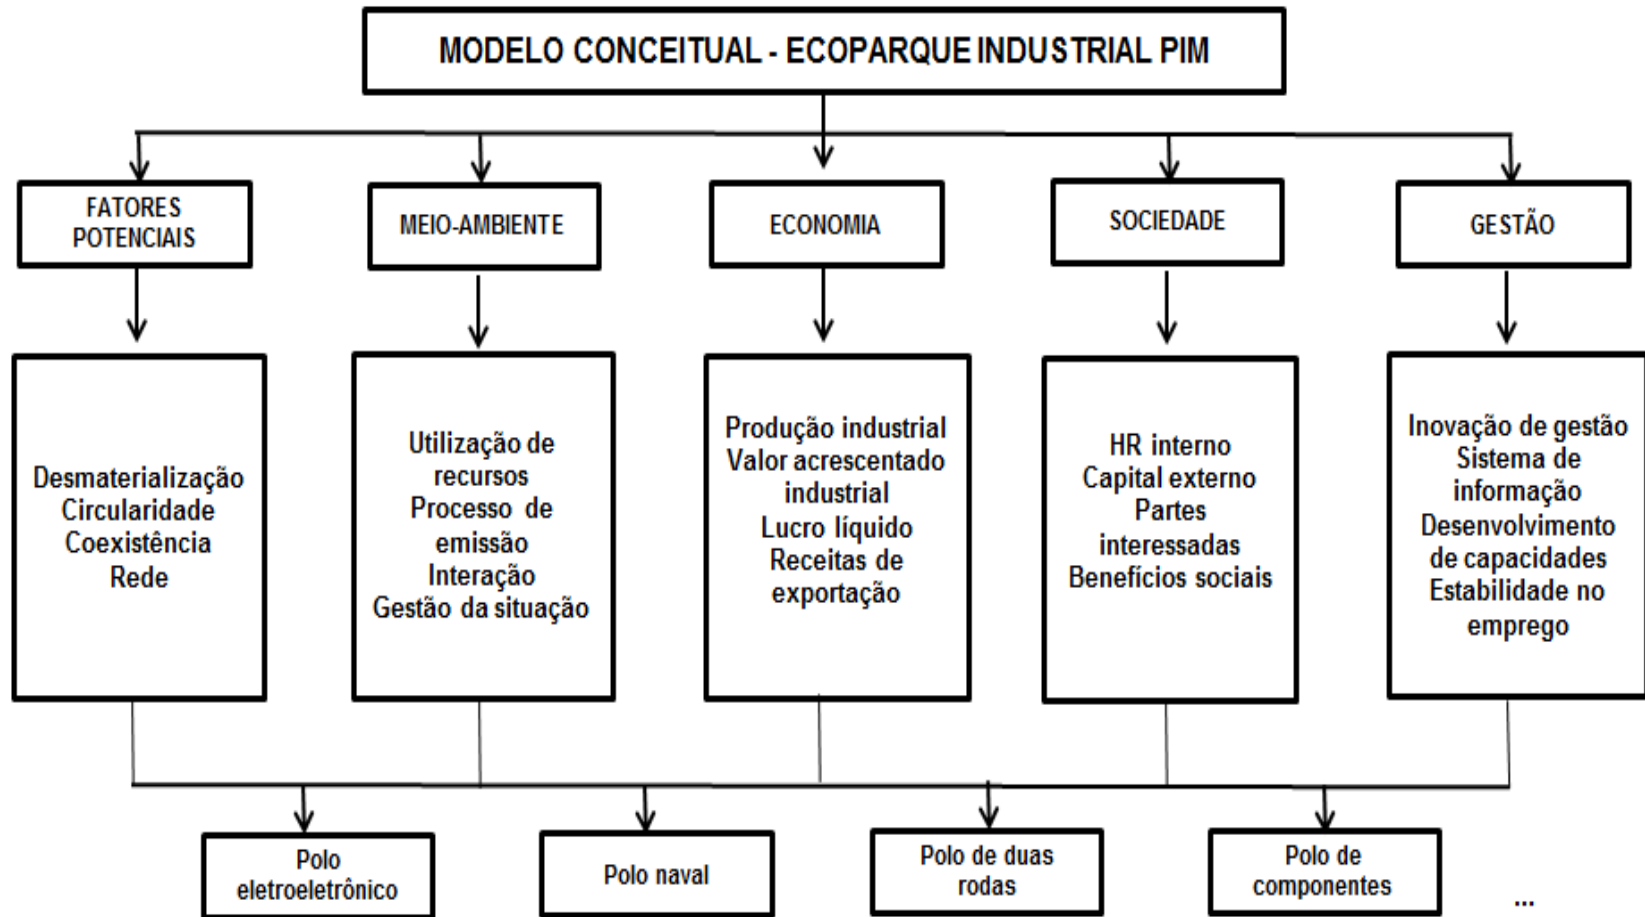 MODELO CONCEITUAL - ECOPARQUE INDUSTRIAL PIM
FATORES
POTENCIAIS
MEIO-AMBIENTE
ECONOMIA
SOCIEDADE
GESTÃO
Desmaterialização
Circularidade
Coexistência
Rede
Utilização de
recursos
Processo de
emissão
Interação
Gestão da situação
Produção industrial
Valor acrescentado
industrial
Lucro líquido
Receitas de
exportação
HR interno
Capital externo
Partes
interessadas
Benefícios sociais
Inovação de gestão
Sistema de
informação
Desenvolvimento
de capacidades
Estabilidade no
emprego
Polo
eletroeletrônico
Polo naval
Polo de duas
rodas
Polo de
componentes
...